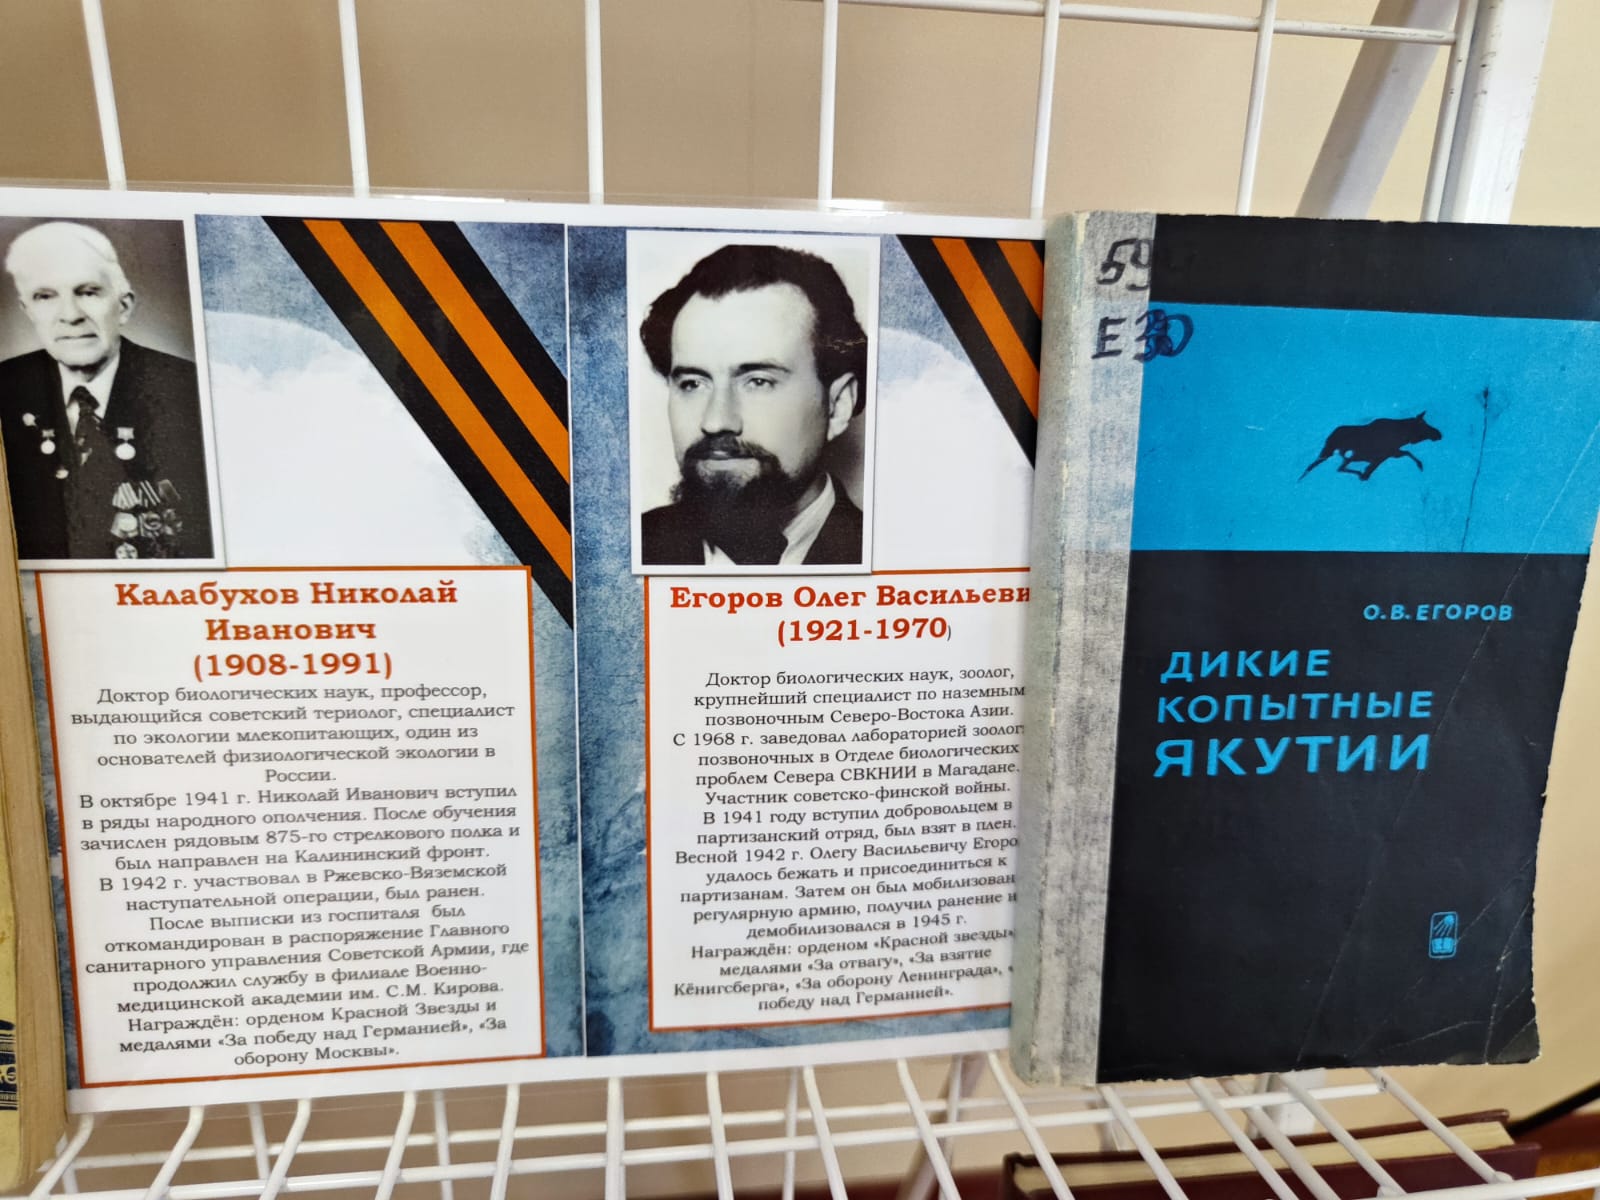 Калабухов Николай
Иванович
(1908-1991)
Доктор биологических наук, профессор,
выдающийся советский териолог, специалист
по экологии млекопитающих, один из
основателей физиологической экологии в
России.
В октябре 1941 г. Николай Иванович вступил
в ряды народного ополчения. После обучения
зачислен рядовым 875-го стрелкового полка и
был направлен на Калининский фронт.
В 1942 г. участвовал в Ржевско-Вяземской
наступательной операции, был ранен.
После выписки из госпиталя был
откомандирован в распоряжение Главного
санитарного управления Советской Армии, где
продолжил службу в филиале Военно-
медицинской академии им. С.М. Кирова.
Награждён: орденом Красной Звезды и
медалями «За победу над Германией», «За
оборону Москвы».
Егоров Олег Васильеви
(1921-1970)
Доктор биологических наук, зоолог,
крупнейший специалист по наземным
позвоночным Северо-Востока Азии.
С 1968 г. заведовал лабораторией зоолог
позвоночных в Отделе биологических
проблем Севера СВКНИИ в Магадане.
Участник советско-финской войны.
В 1941 году вступил добровольцем в
партизанский отряд, был взят в плен.
Весной 1942 г. Олегу Васильевичу Егоро
удалось бежать и присоединиться к
партизанам. Затем он был мобилизован
регулярную армию, получил ранение и
демобилизовался в 1945 г.
Награждён: орденом «Красной звезды»
медалями «За отвагу», «За взятие
Кёнигсберга», «За оборону Ленинграда», «
победу над Германией».
Е30
О.В. ЕГОРОВ
ДИКИЕ
КОПЫТНЫЕ
ЯКУТИИ